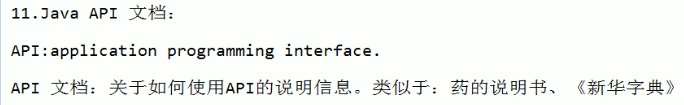 11.Java API 文档：
API:application programming interface.
API 文档：关于如何使用API的说明信息。类似于：药的说明书、《新华字典》